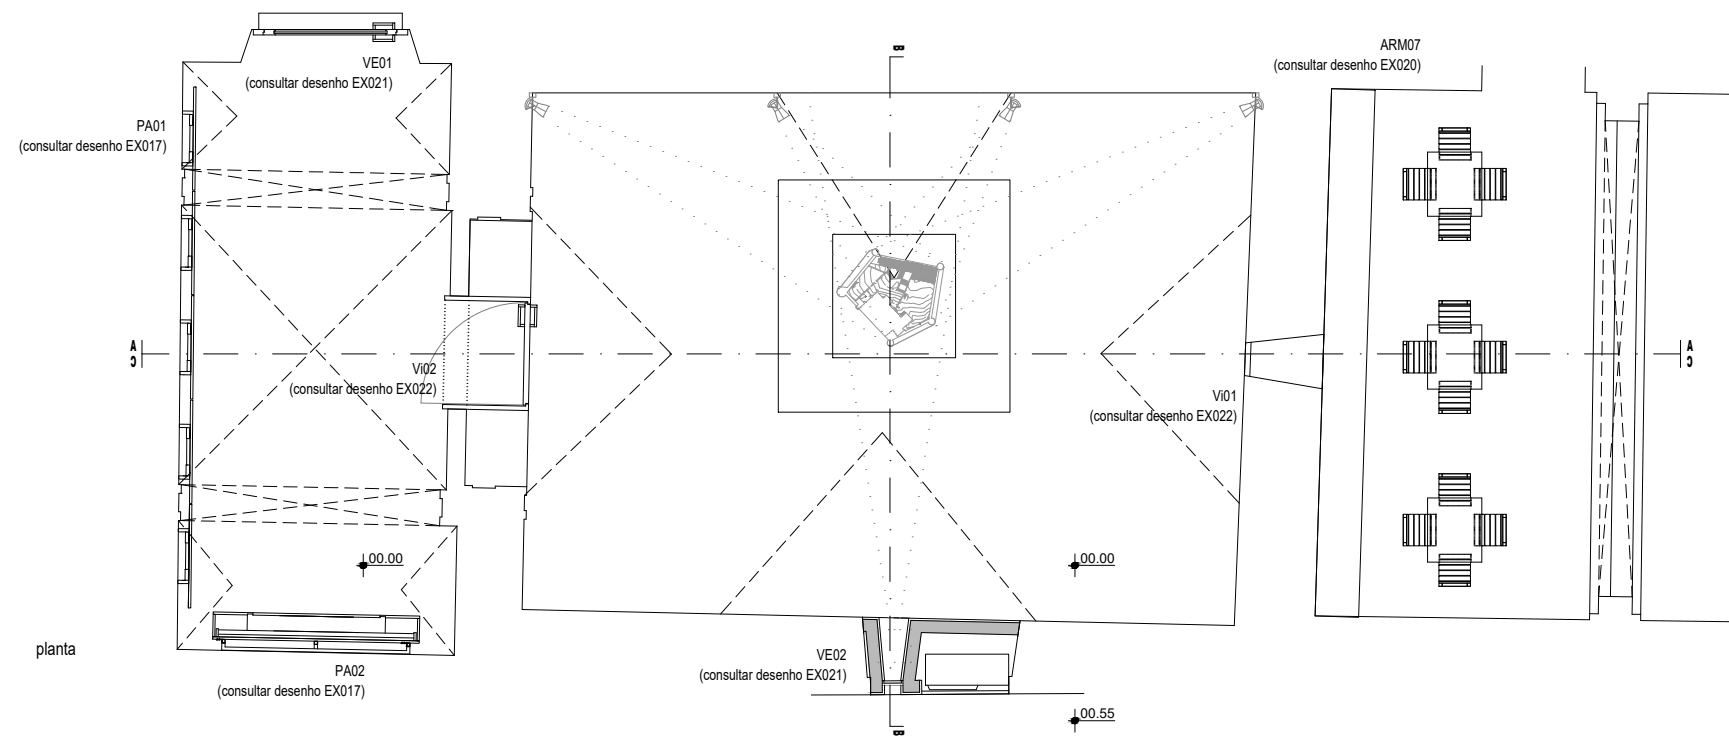 B
ARM07
(consultar desenho EX020)
VE01
(consultar desenho EX021)
PA01
(consultar desenho EX017)
A
C
A
C
Vi02
(consultar desenho EX022)
Vi01
(consultar desenho EX022)
00.00
00.00
planta
VE02
(consultar desenho EX021)
PA02
(consultar desenho EX017)
00.55
B